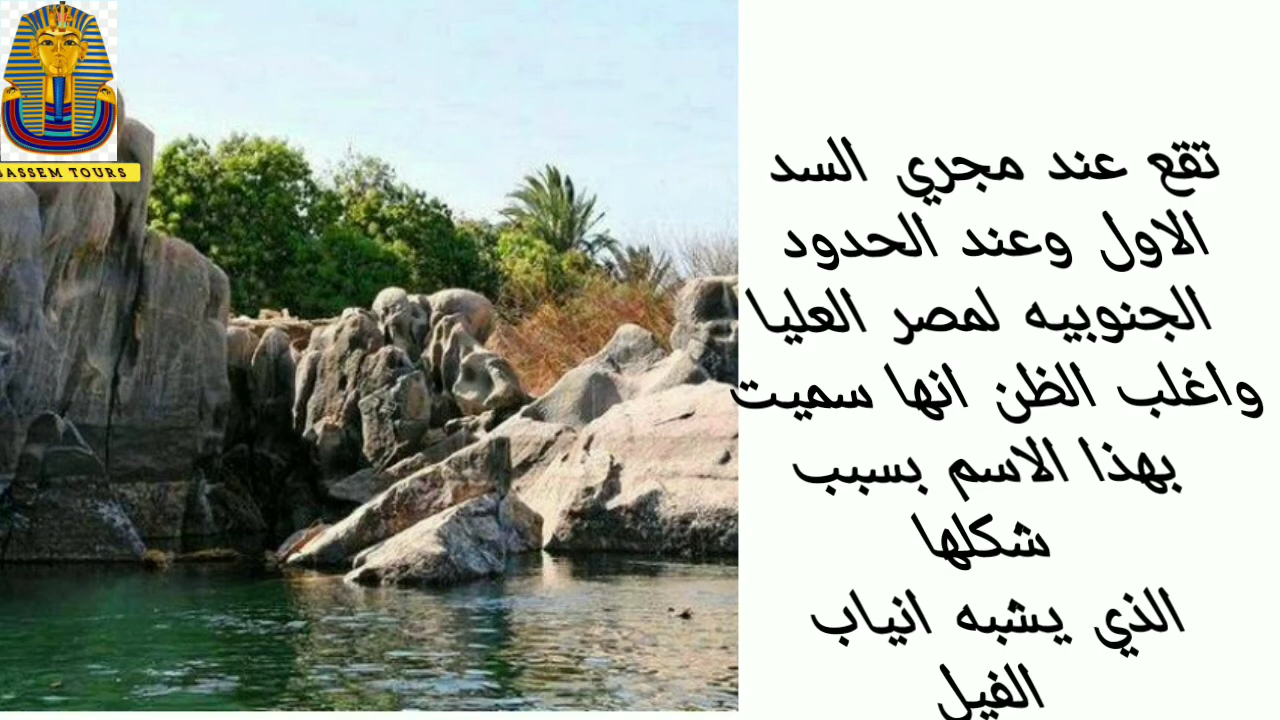 BASSEM TOURS
تقع عند مجري السد
الاول وعند الحدود
الجنوبيه لمصر العليا
واغلب الظن انها سميت
بهذا الاسم بسبب
شكلها
الذي يشبه انياب
الفيل